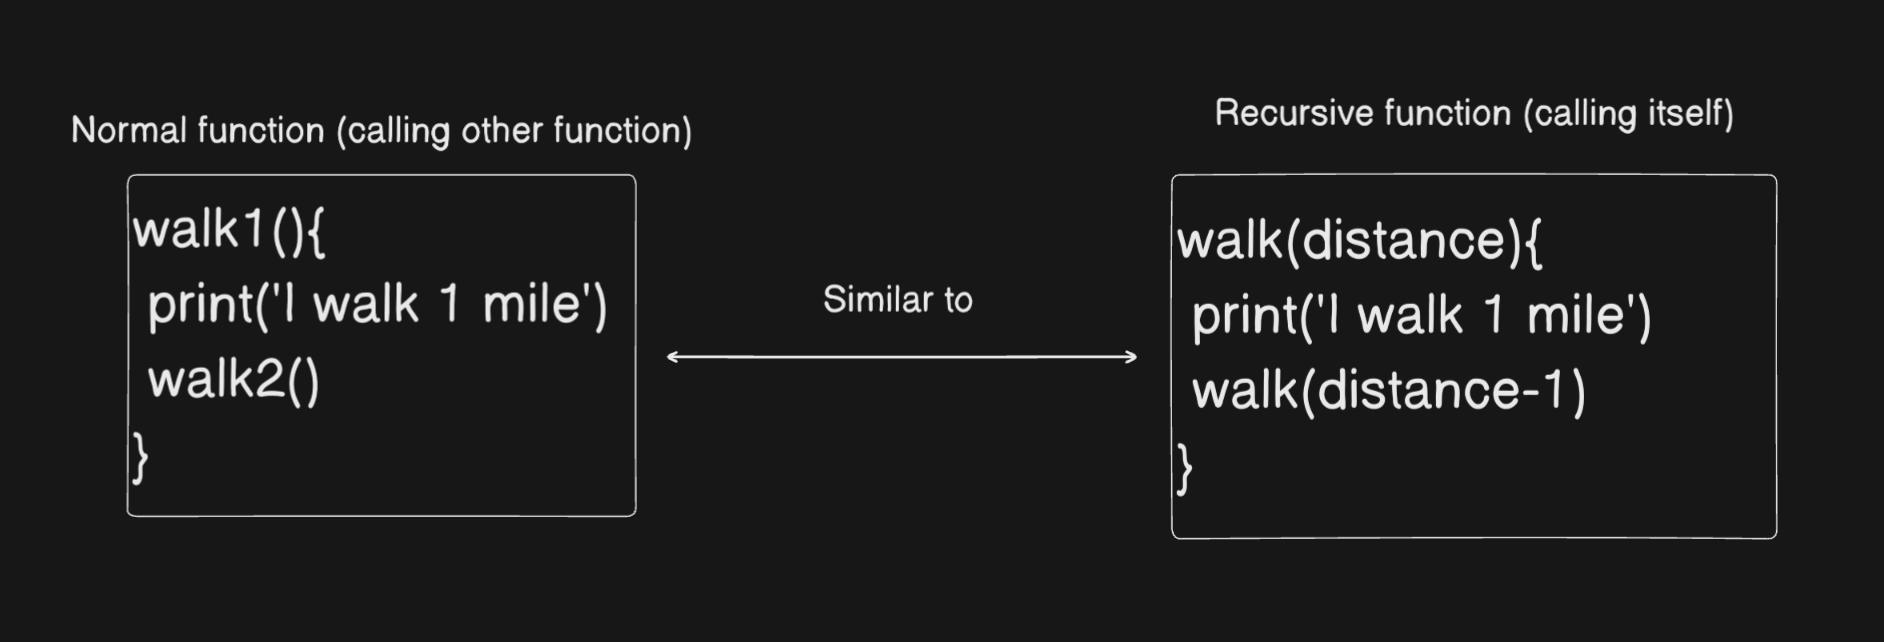 Normal function (calling other function)
walk1(){
print('I walk 1 mile')
walk2()
}
Similar to
Recursive function (calling itself)
walk(distance){
print('I walk 1 mile')
walk(distance-1)
}